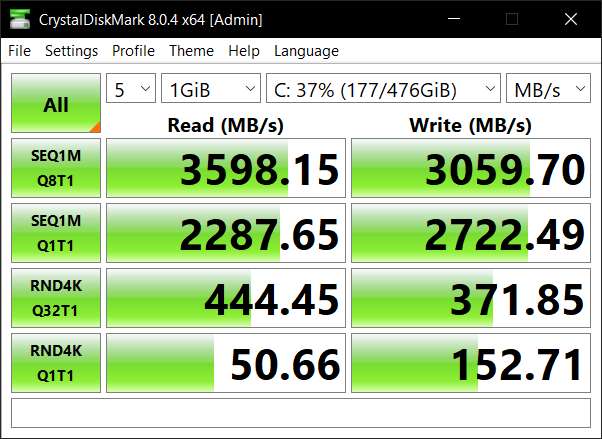 CrystalDiskMark 8.0.4 x64 [Admin]
File Settings Profile Theme Help Language
All 5 1GiB C: 37% (177/476GiB) MB/s
Read (MB/s) Write (MB/s)
SEQ1M
Q8T1 3598.15 3059.70
SEQ1M
Q1T1 2287.65 2722.49
RND4K
Q32T1 444.45 371.85
RND4K
Q1T1 50.66 152.71